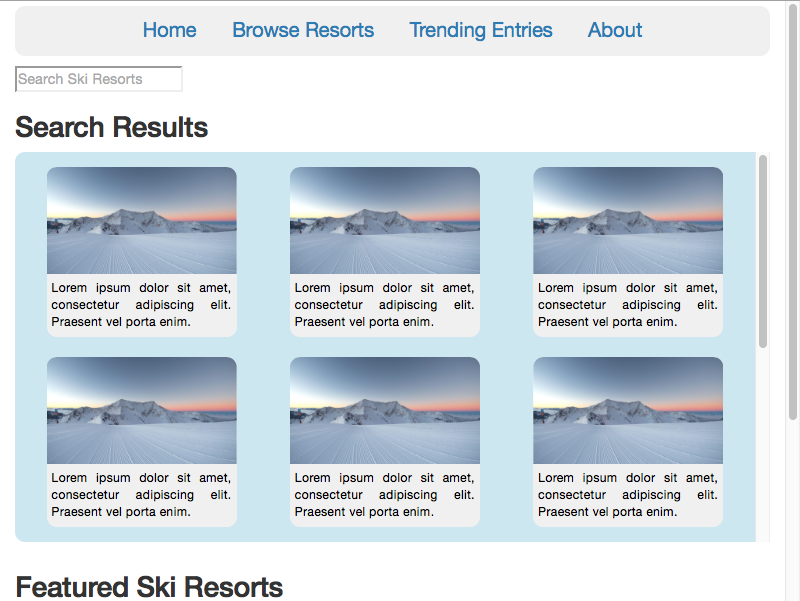 Home Browse Resorts Trending Entries About
Search Ski Resorts
Search Results
Lorem ipsum dolor sit amet,
consectetur adipiscing elit.
Praesent vel porta enim.
Lorem ipsum dolor sit amet,
consectetur adipiscing elit.
Praesent vel porta enim.
Lorem ipsum dolor sit amet,
consectetur adipiscing elit.
Praesent vel porta enim.
Lorem ipsum dolor sit amet,
consectetur adipiscing elit.
Praesent vel porta enim.
Lorem ipsum dolor sit amet,
consectetur adipiscing elit.
Praesent vel porta enim.
Lorem ipsum dolor sit amet,
consectetur adipiscing elit.
Praesent vel porta enim.
Featured Ski Resorts